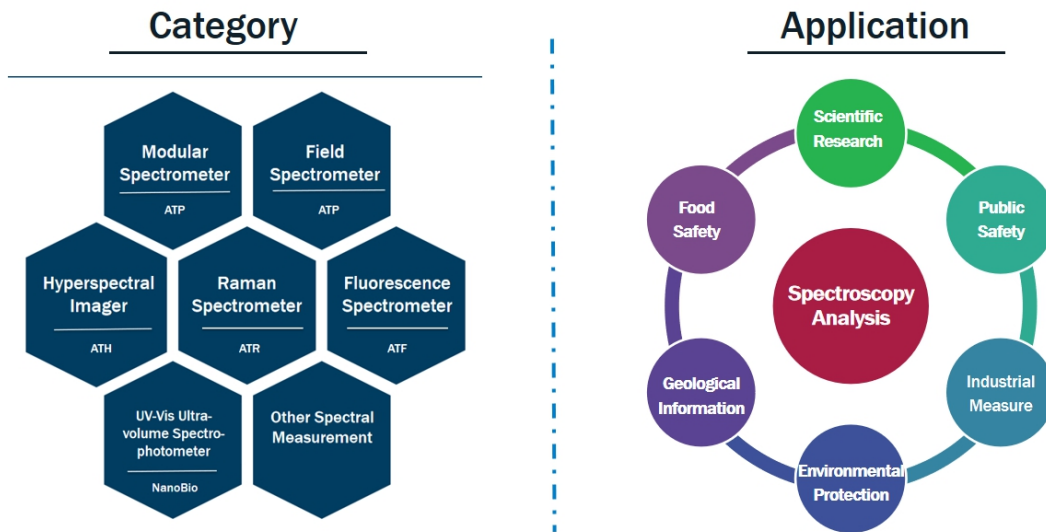 Category
Modular
Spectrometer
ATP
Field
Spectrometer
ATP
Hyperspectral
Imager
ATH
Raman
Spectrometer
ATR
Fluorescence
Spectrometer
ATF
UV-Vis Ultra-
volume Spectro-
photometer
NanoBio
Other Spectral
Measurement
Application
Scientific
Research
Public
Safety
Industrial
Measure
Environmental
Protection
Geological
Information
Food
Safety
Spectroscopy
Analysis